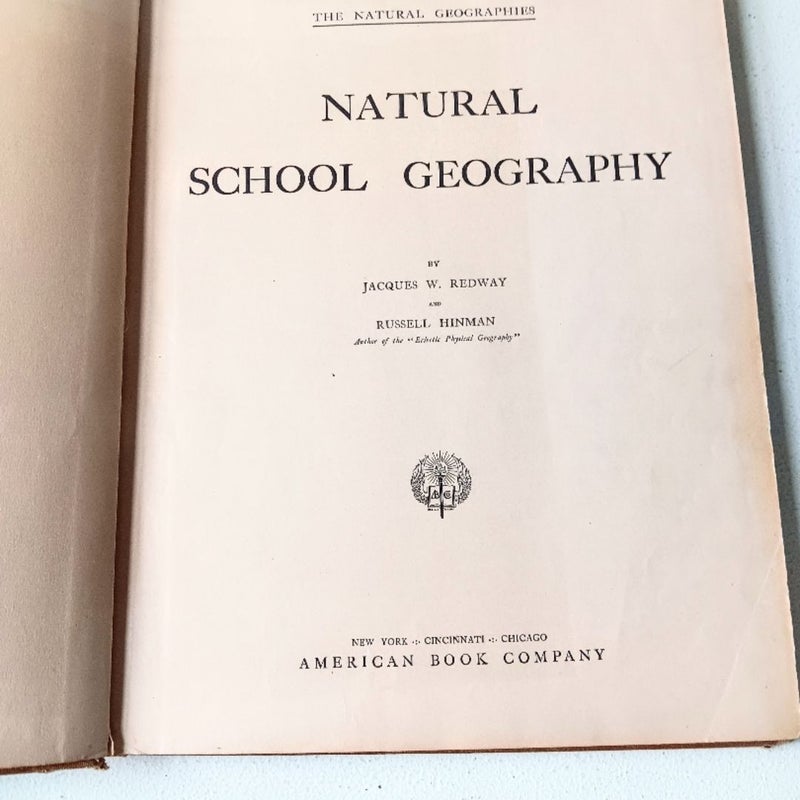 THE NATURAL GEOGRAPHIES
NATURAL
SCHOOL GEOGRAPHY
BY
JACQUES W. REDWAY
AND
RUSSELL HINMAN
Author of the "Eclectic Physical Geography"
NEW YORK ·:· CINCINNATI ·:· CHICAGO
AMERICAN BOOK COMPANY